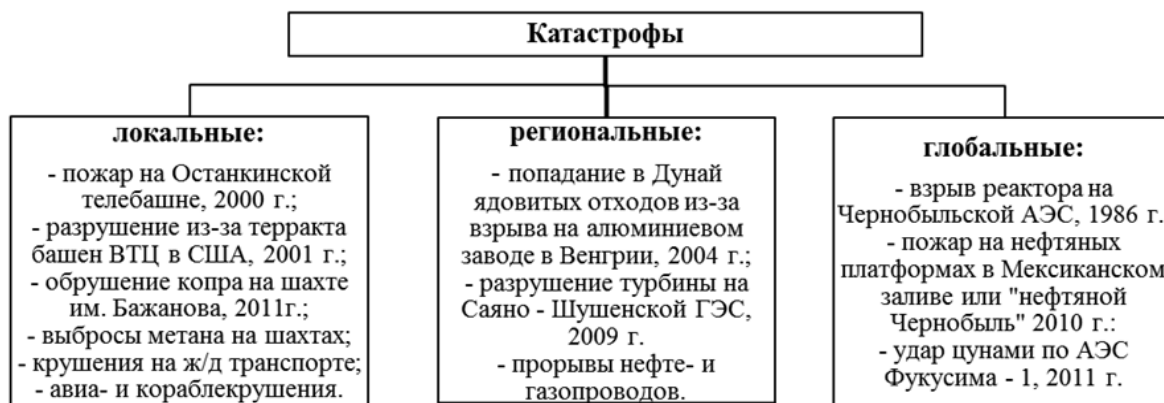 Катастрофы
локальные:
- пожар на Останкинской
телебашне, 2000 г.;
- разрушение из-за терракта
башен ВТЦ в США, 2001 г.;
- обрушение копра на шахте
им. Бажанова, 2011г.;
- выбросы метана на шахтах;
- крушения на ж/д транспорте;
- авиа- и кораблекрушения.
региональные:
- попадание в Дунай
ядовитых отходов из-за
взрыва на алюминиевом
заводе в Венгрии, 2004 г.;
- разрушение турбины на
Саяно - Шушенской ГЭС,
2009 г.
- прорывы нефте- и
газопроводов.
глобальные:
- взрыв реактора на
Чернобыльской АЭС, 1986 г.
- пожар на нефтяных
платформах в Мексиканском
заливе или "нефтяной
Чернобыль" 2010 г.:
- удар цунами по АЭС
Фукусима - 1, 2011 г.